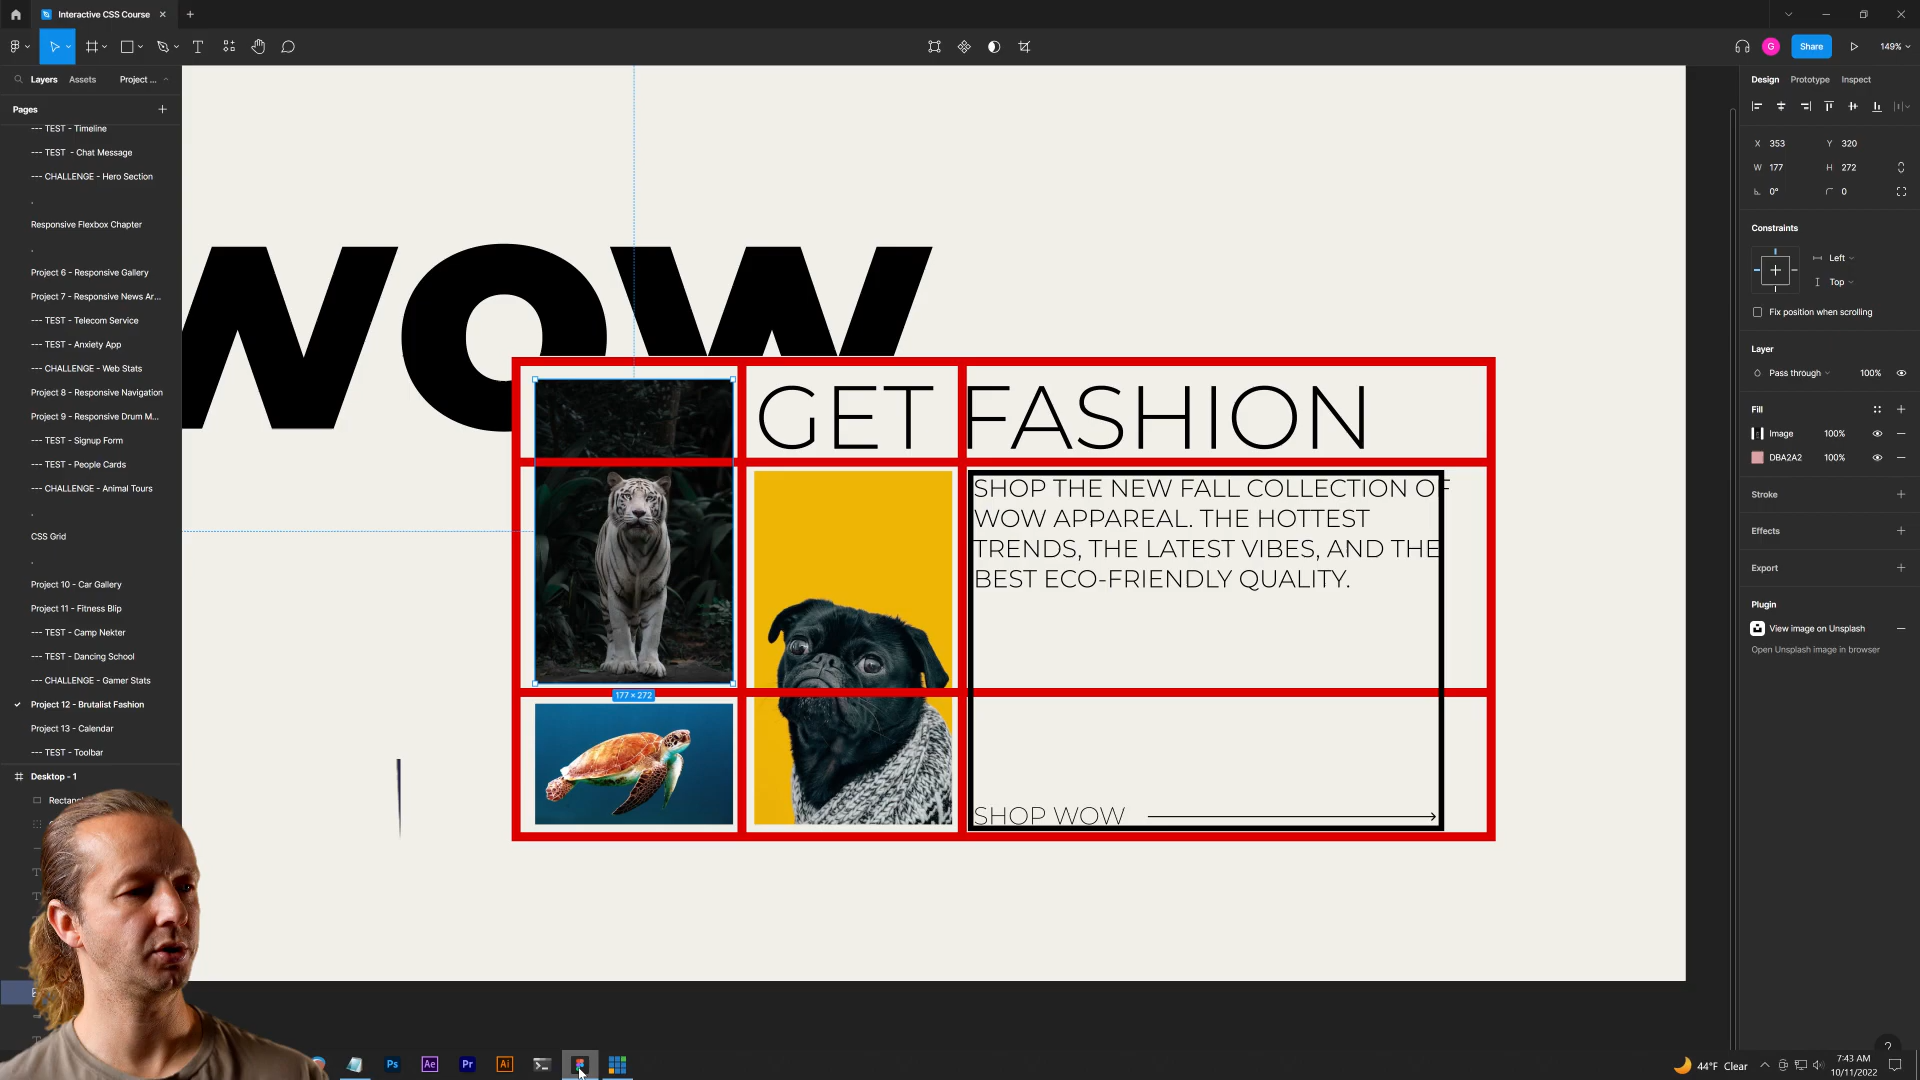 Interactive CSS Course
Share
G
149%
Layers
Assets
Project ...
Pages
--- TEST - Timeline
--- TEST - Chat Message
--- CHALLENGE - Hero Section
.
Responsive Flexbox Chapter
.
Project 6 - Responsive Gallery
Project 7 - Responsive News Ar...
--- TEST - Telecom Service
--- TEST - Anxiety App
--- CHALLENGE - Web Stats
Project 8 - Responsive Navigation
Project 9 - Responsive Drum M...
--- TEST - Signup Form
--- TEST - People Cards
--- CHALLENGE - Animal Tours
.
CSS Grid
.
Project 10 - Car Gallery
Project 11 - Fitness Blip
--- TEST - Camp Nekter
--- TEST - Dancing School
--- CHALLENGE - Gamer Stats
Project 12 - Brutalist Fashion
Project 13 - Calendar
--- TEST - Toolbar
Desktop - 1
WOW
GET FASHION
SHOP THE NEW FALL COLLECTION OF
WOW APPAREAL. THE HOTTEST
TRENDS, THE LATEST VIBES, AND THE
BEST ECO-FRIENDLY QUALITY.
177 × 272
SHOP WOW
Design
Prototype
Inspect
X 353
Y 320
W 177
H 272
0°
0
Constraints
Left
Top
Fix position when scrolling
Layer
Pass through
100%
Fill
Image 100%
DBA2A2 100%
Stroke
Effects
Export
Plugin
View image on Unsplash
Open Unsplash image in browser
?
Ps
Ae
Pr
Ai
44°F Clear
7:43 AM
10/11/2022